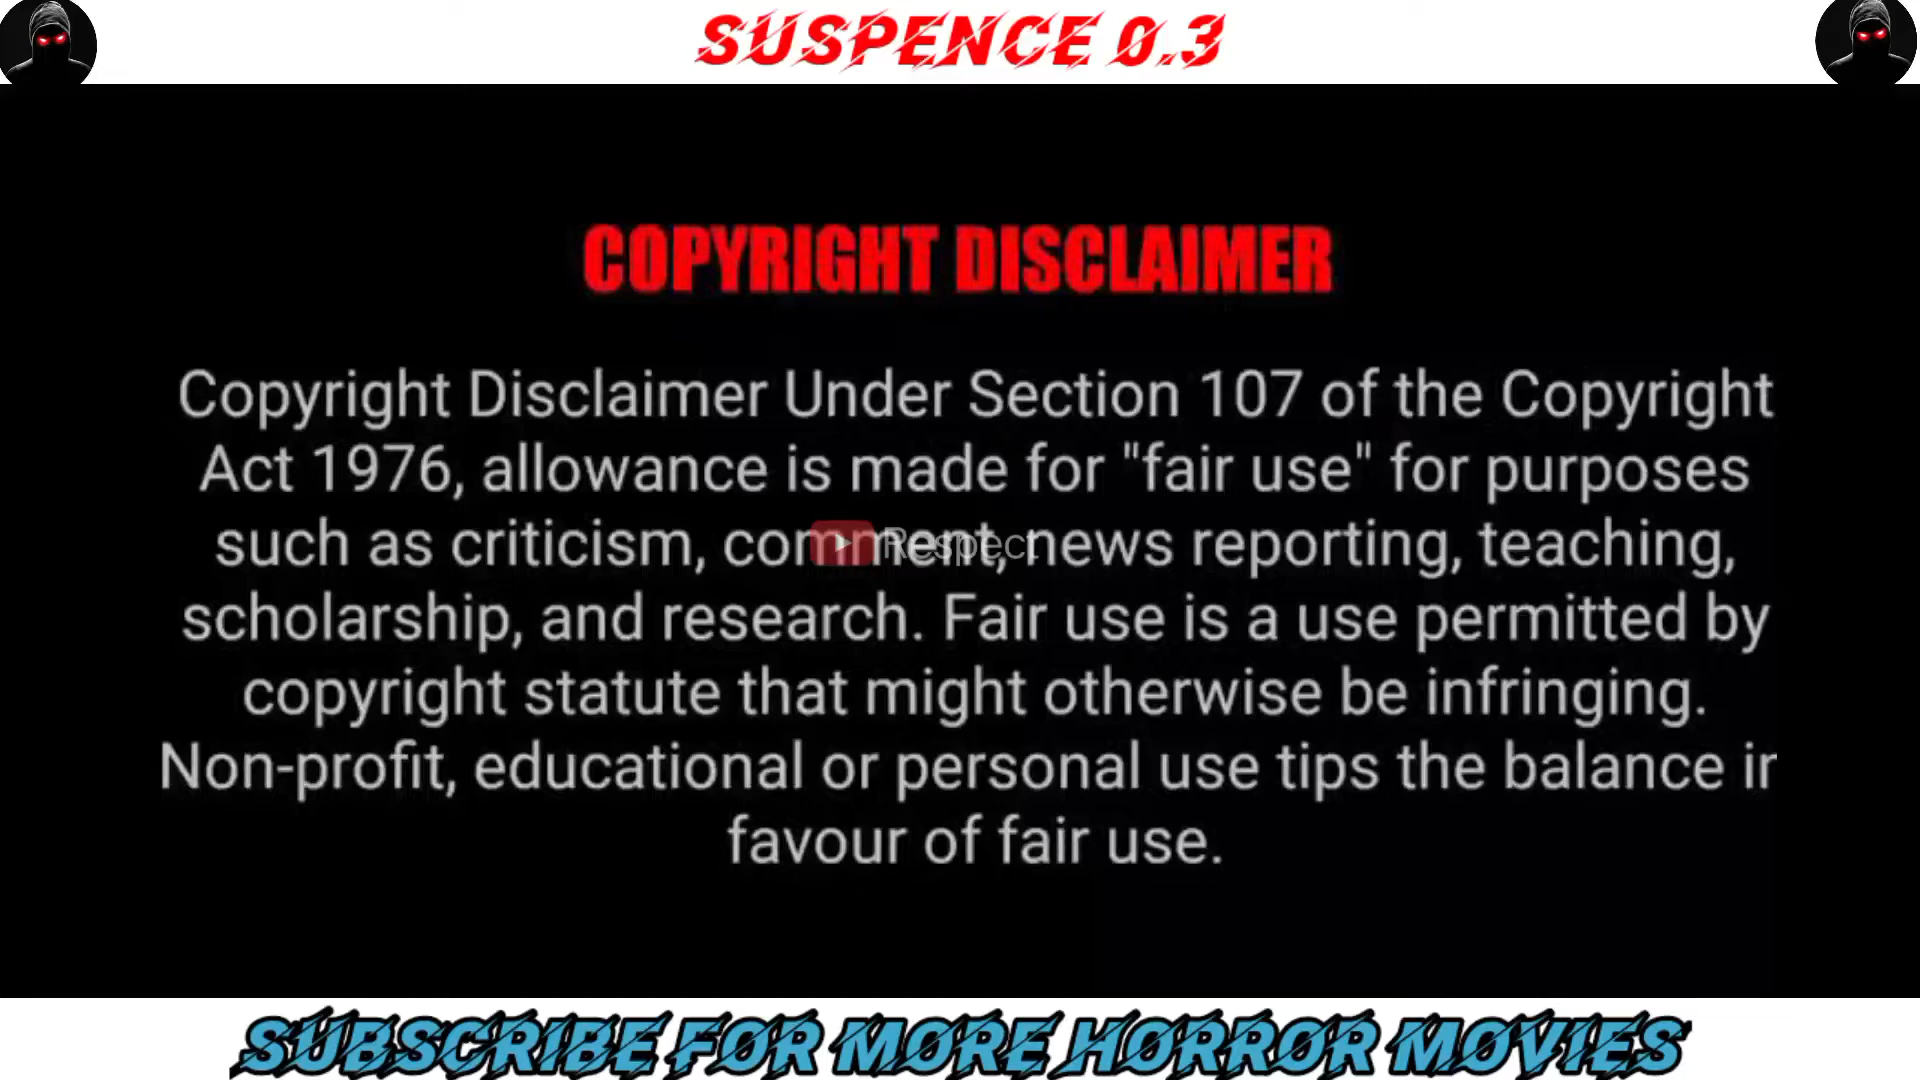 SUSPENCE 0.3
COPYRIGHT DISCLAIMER
Copyright Disclaimer Under Section 107 of the Copyright
Act 1976, allowance is made for "fair use" for purposes
such as criticism, comment, news reporting, teaching,
Respect
scholarship, and research. Fair use is a use permitted by
copyright statute that might otherwise be infringing.
Non-profit, educational or personal use tips the balance in
favour of fair use.
SUBSCRIBE FOR MORE HORROR MOVIES